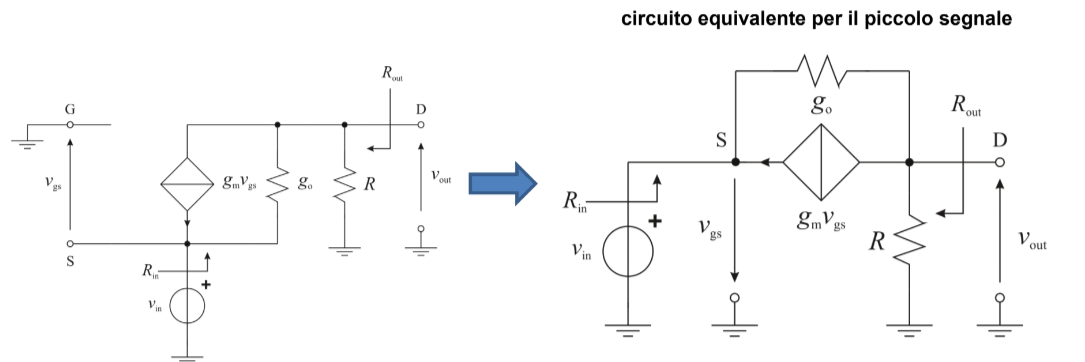 circuito equivalente per il piccolo segnale
R_out
G
D
v_gs
g_m v_gs
g_o
R
v_out
S
R_in
+
v_in
g_o
R_out
S
D
R_in
+
v_in
v_gs
g_m v_gs
R
v_out